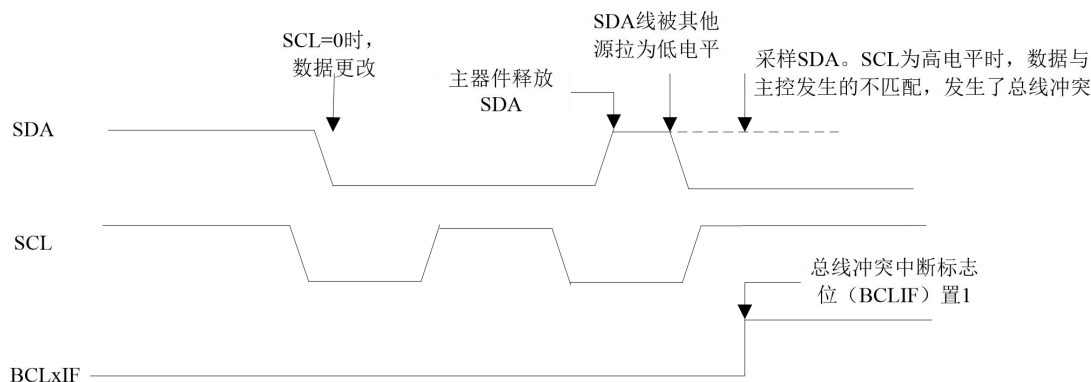 SCL=0时，
数据更改
主器件释放
SDA
SDA线被其他
源拉为低电平
采样SDA。SCL为高电平时，数据与
主控发生的不匹配，发生了总线冲突
SDA
SCL
总线冲突中断标志
位（BCLIF）置1
BCLxIF